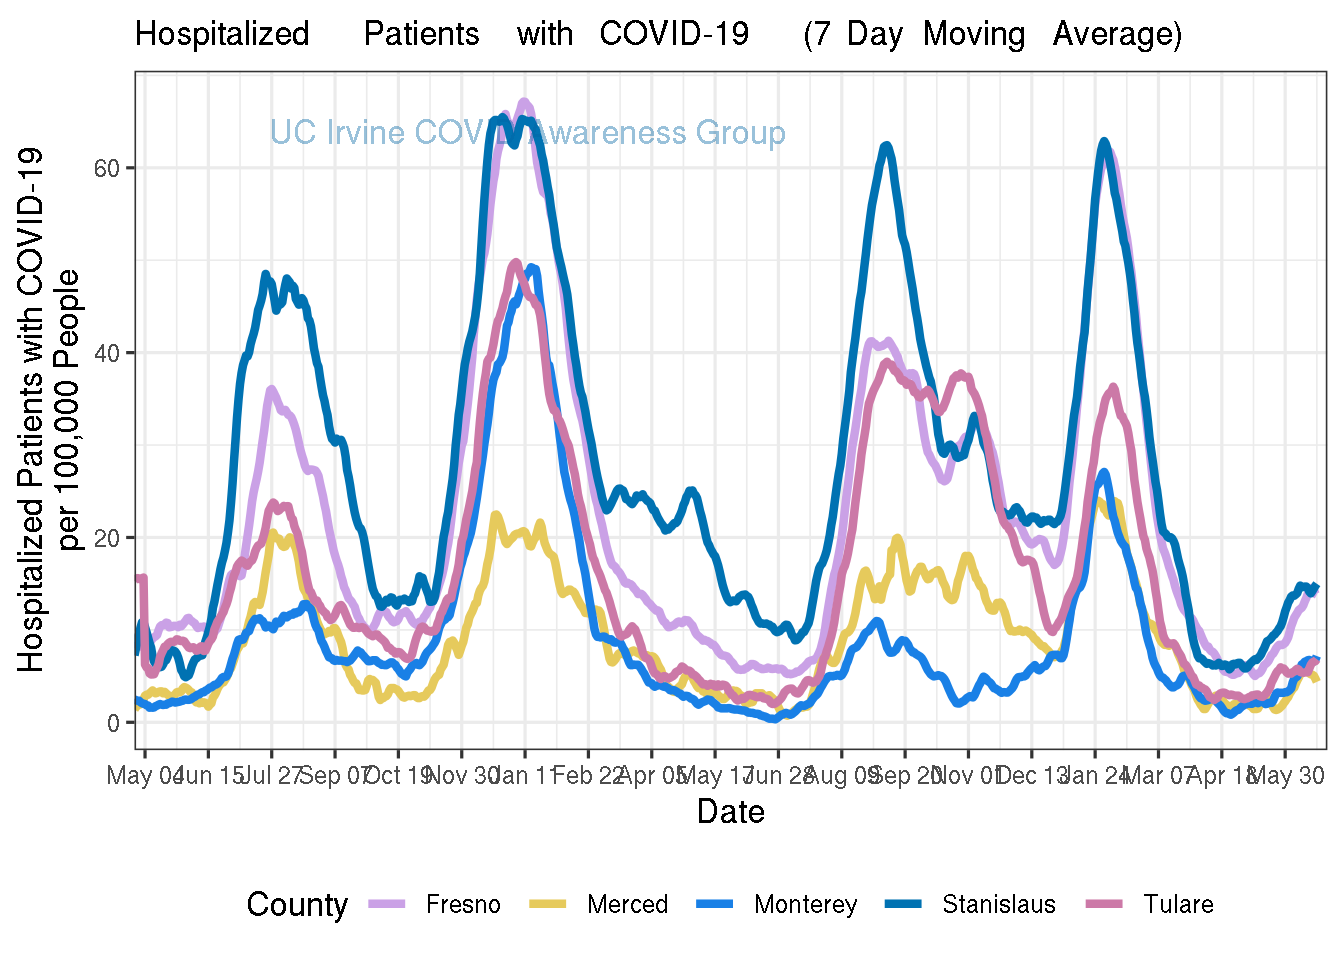 Hospitalized Patients with COVID-19 (7 Day Moving Average)
UC Irvine COVID Awareness Group
Hospitalized Patients with COVID-19
per 100,000 People
60
40
20
0
May 04 Jun 15 Jul 27 Sep 07 Oct 19 Nov 30 Jan 11 Feb 22 Apr 05 May 17 Jun 28 Aug 09 Sep 20 Nov 01 Dec 13 Jan 24 Mar 07 Apr 18 May 30
Date
County Fresno Merced Monterey Stanislaus Tulare